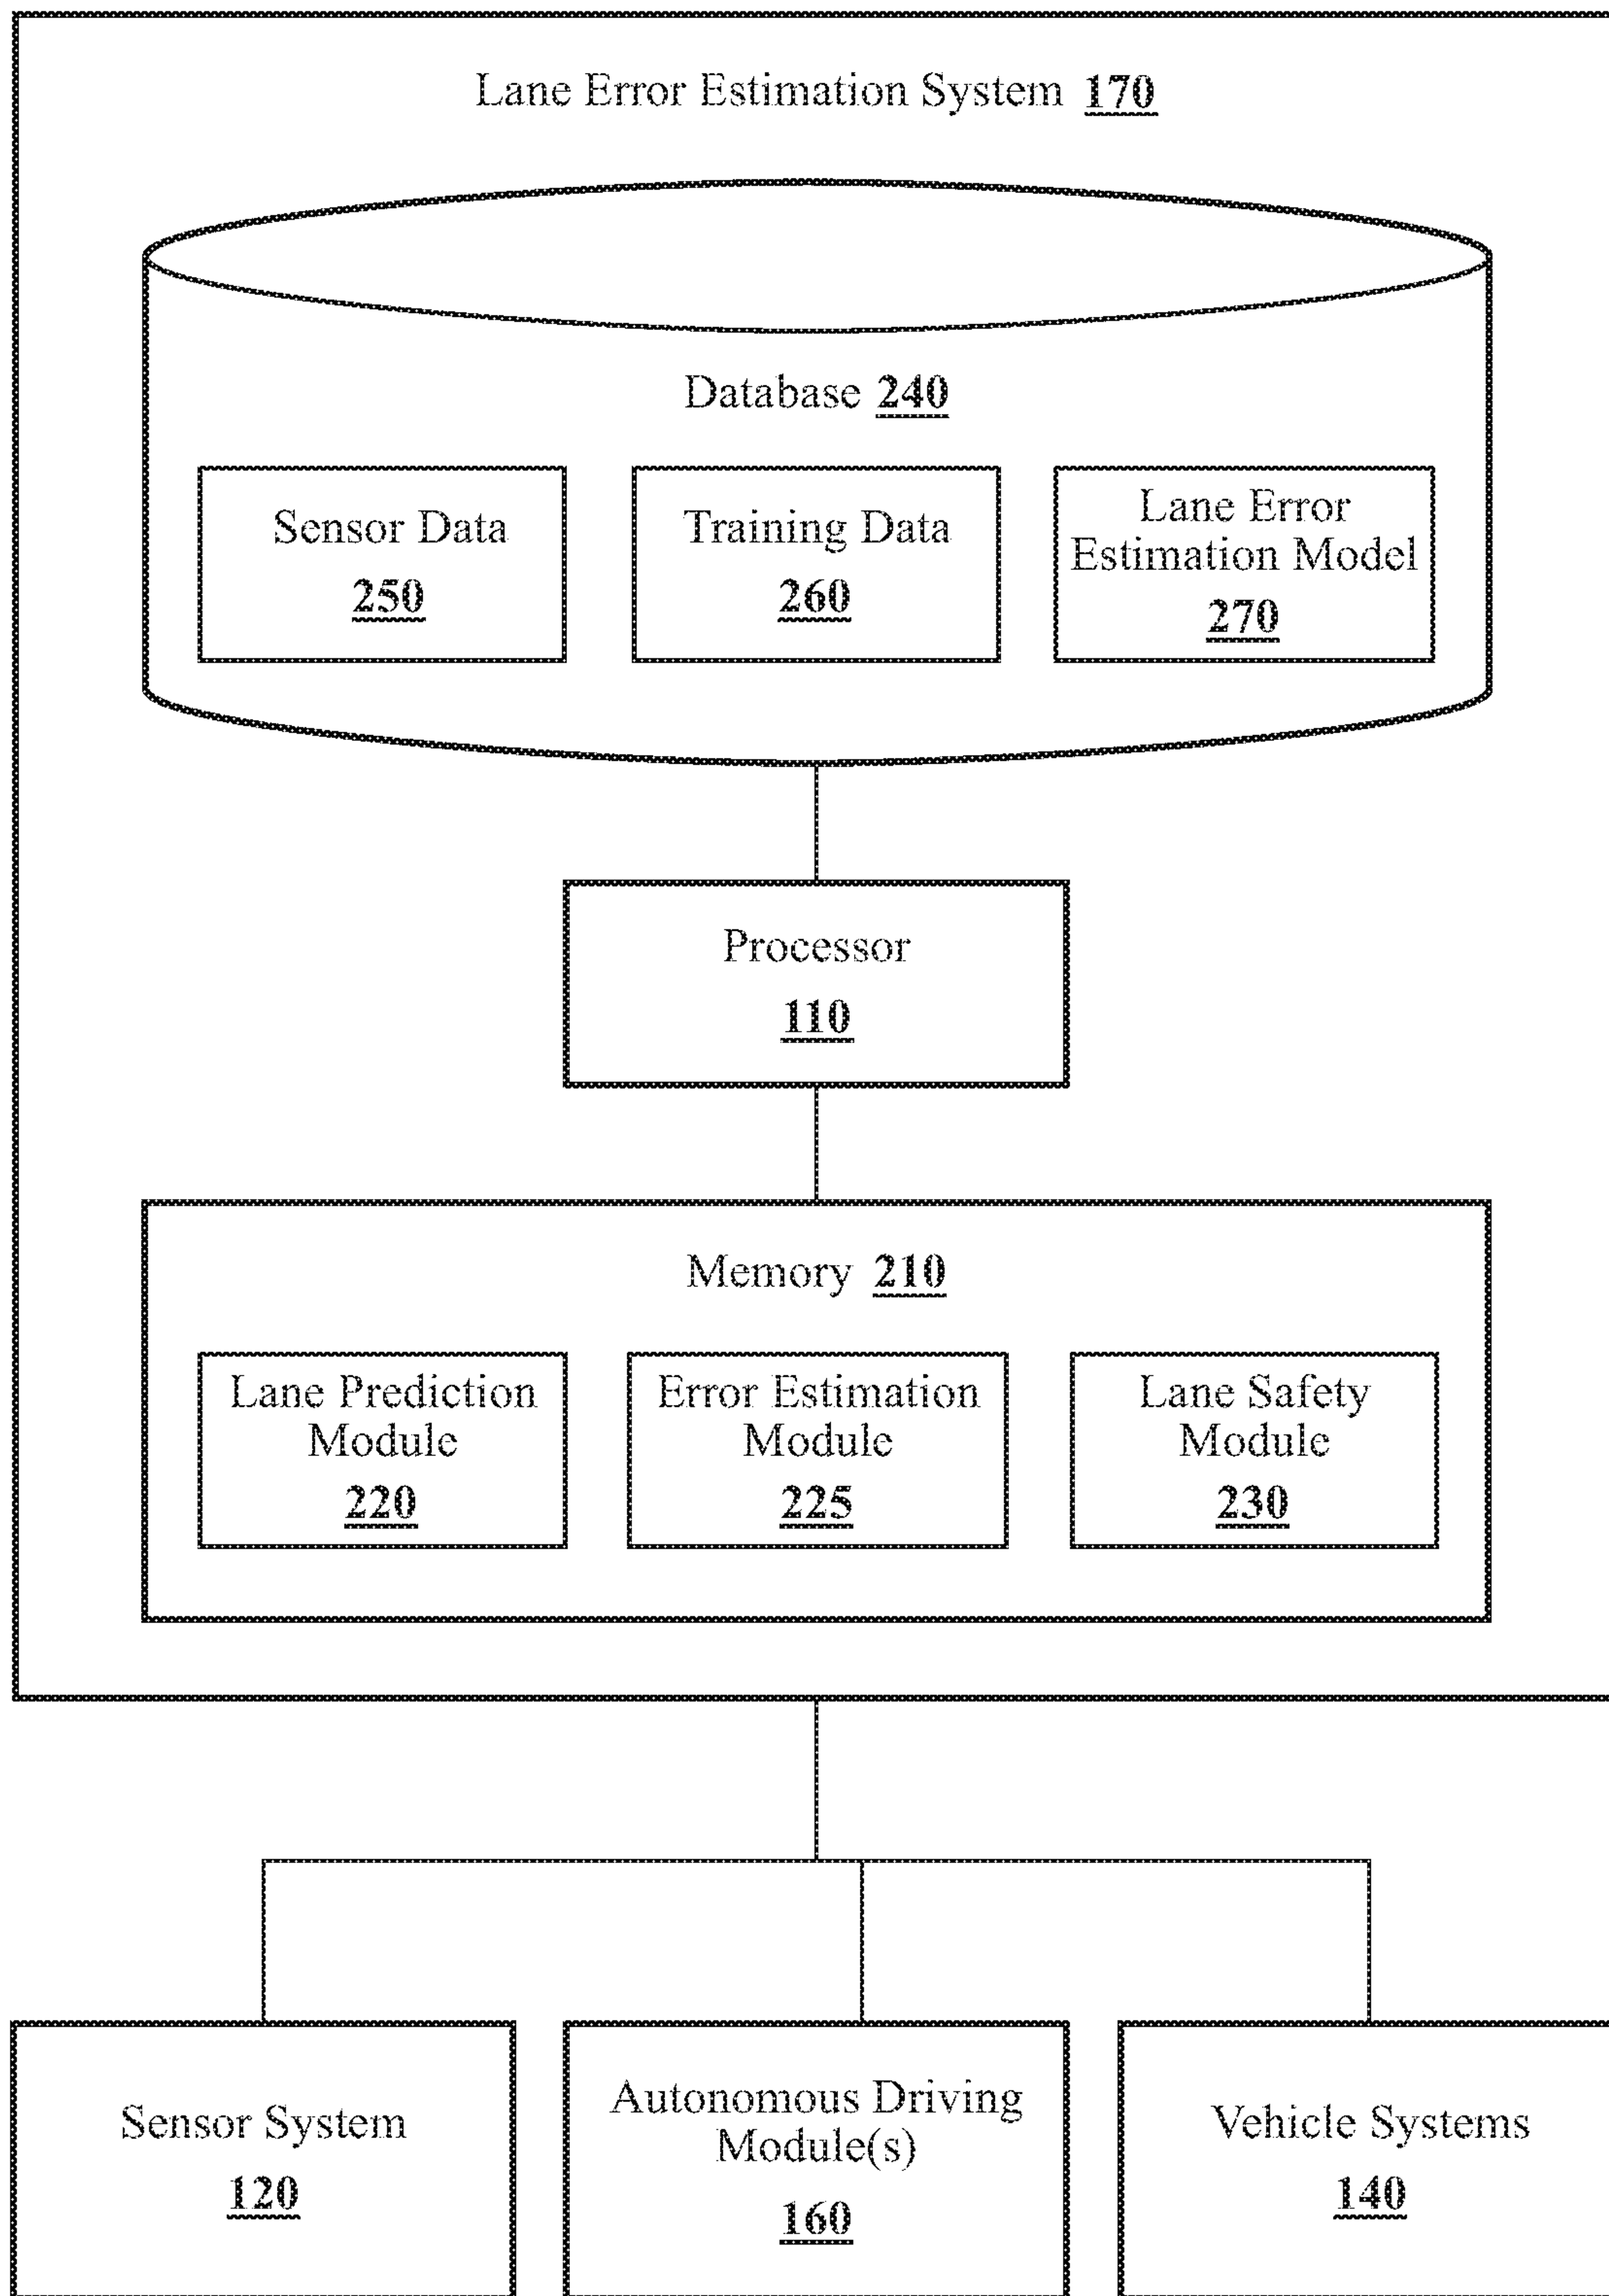 Lane Error Estimation System 170
Database 240
Sensor Data
250
Training Data
260
Lane Error
Estimation Model
270
Processor
110
Memory 210
Lane Prediction
Module
220
Error Estimation
Module
225
Lane Safety
Module
230
Sensor System
120
Autonomous Driving
Module(s)
160
Vehicle Systems
140